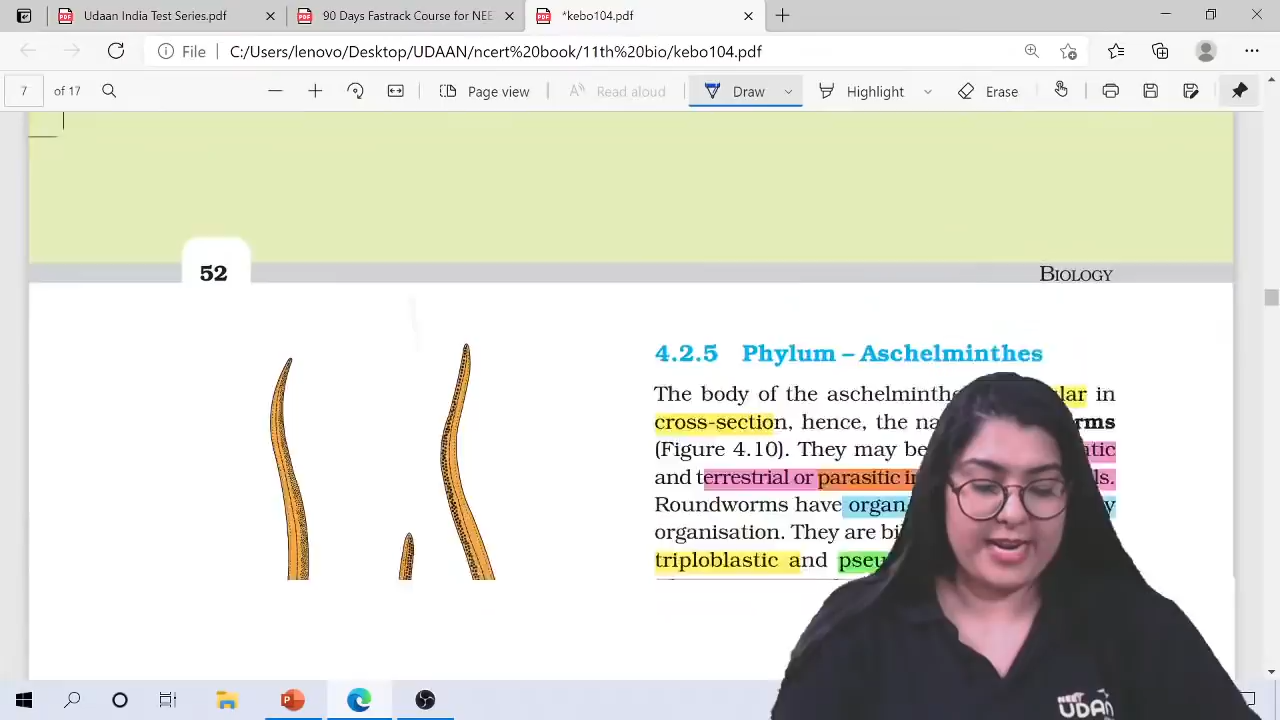 Udaan India Test Series.pdf
90 Days Fastrack Course for NEE
*kebo104.pdf
File C:/Users/lenovo/Desktop/UDAAN/ncert%20book/11th%20bio/kebo104.pdf
7 of 17 Page view Read aloud Draw Highlight Erase
52 BIOLOGY
4.2.5 Phylum – Aschelminthes
The body of the aschelminthe lar in
cross-section, hence, the na rms
(Figure 4.10). They may be atic
and terrestrial or parasitic in ls.
Roundworms have organ y
organisation. They are bi
triploblastic and pseu
NEET
UDAN